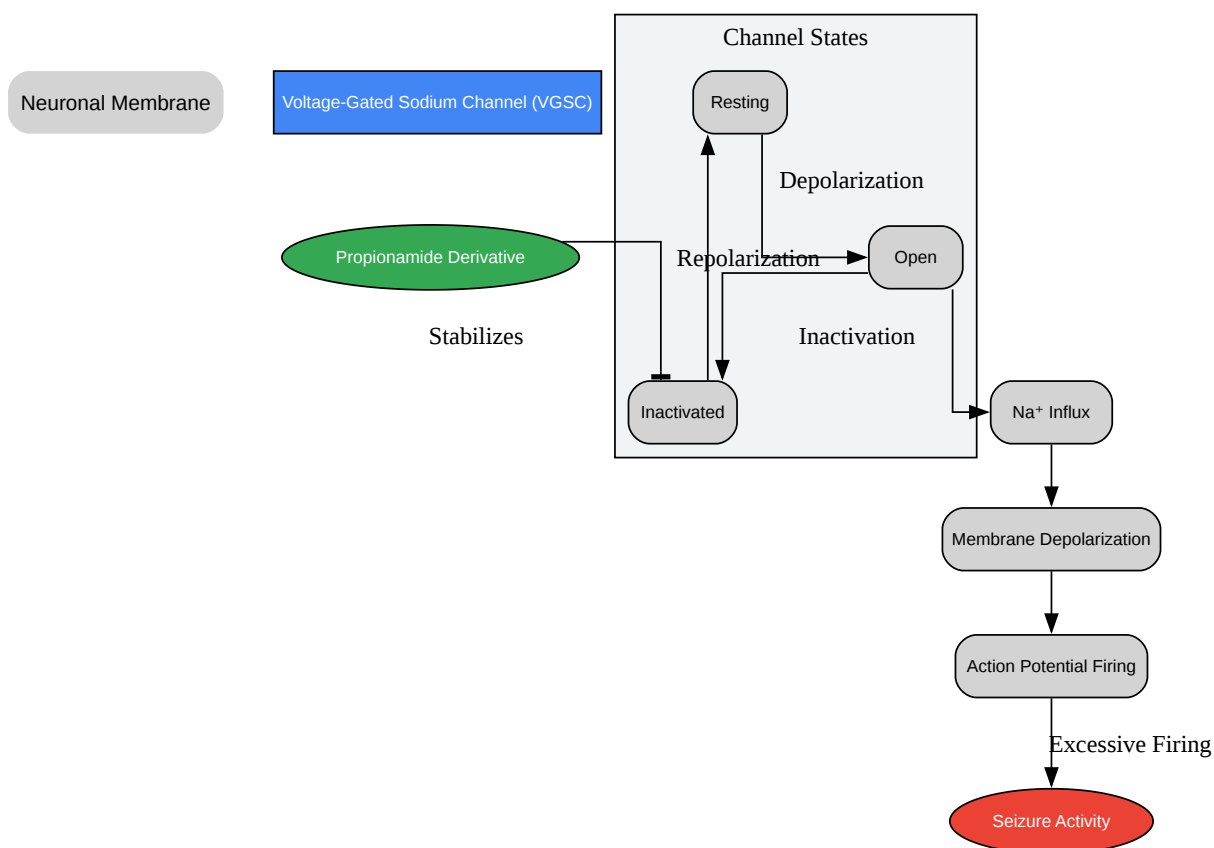 Channel States
Neuronal Membrane
Voltage-Gated Sodium Channel (VGSC)
Resting
Depolarization
Propionamide Derivative
Repolarization
Open
Stabilizes
Inactivation
Inactivated
Na⁺ Influx
Membrane Depolarization
Action Potential Firing
Excessive Firing
Seizure Activity